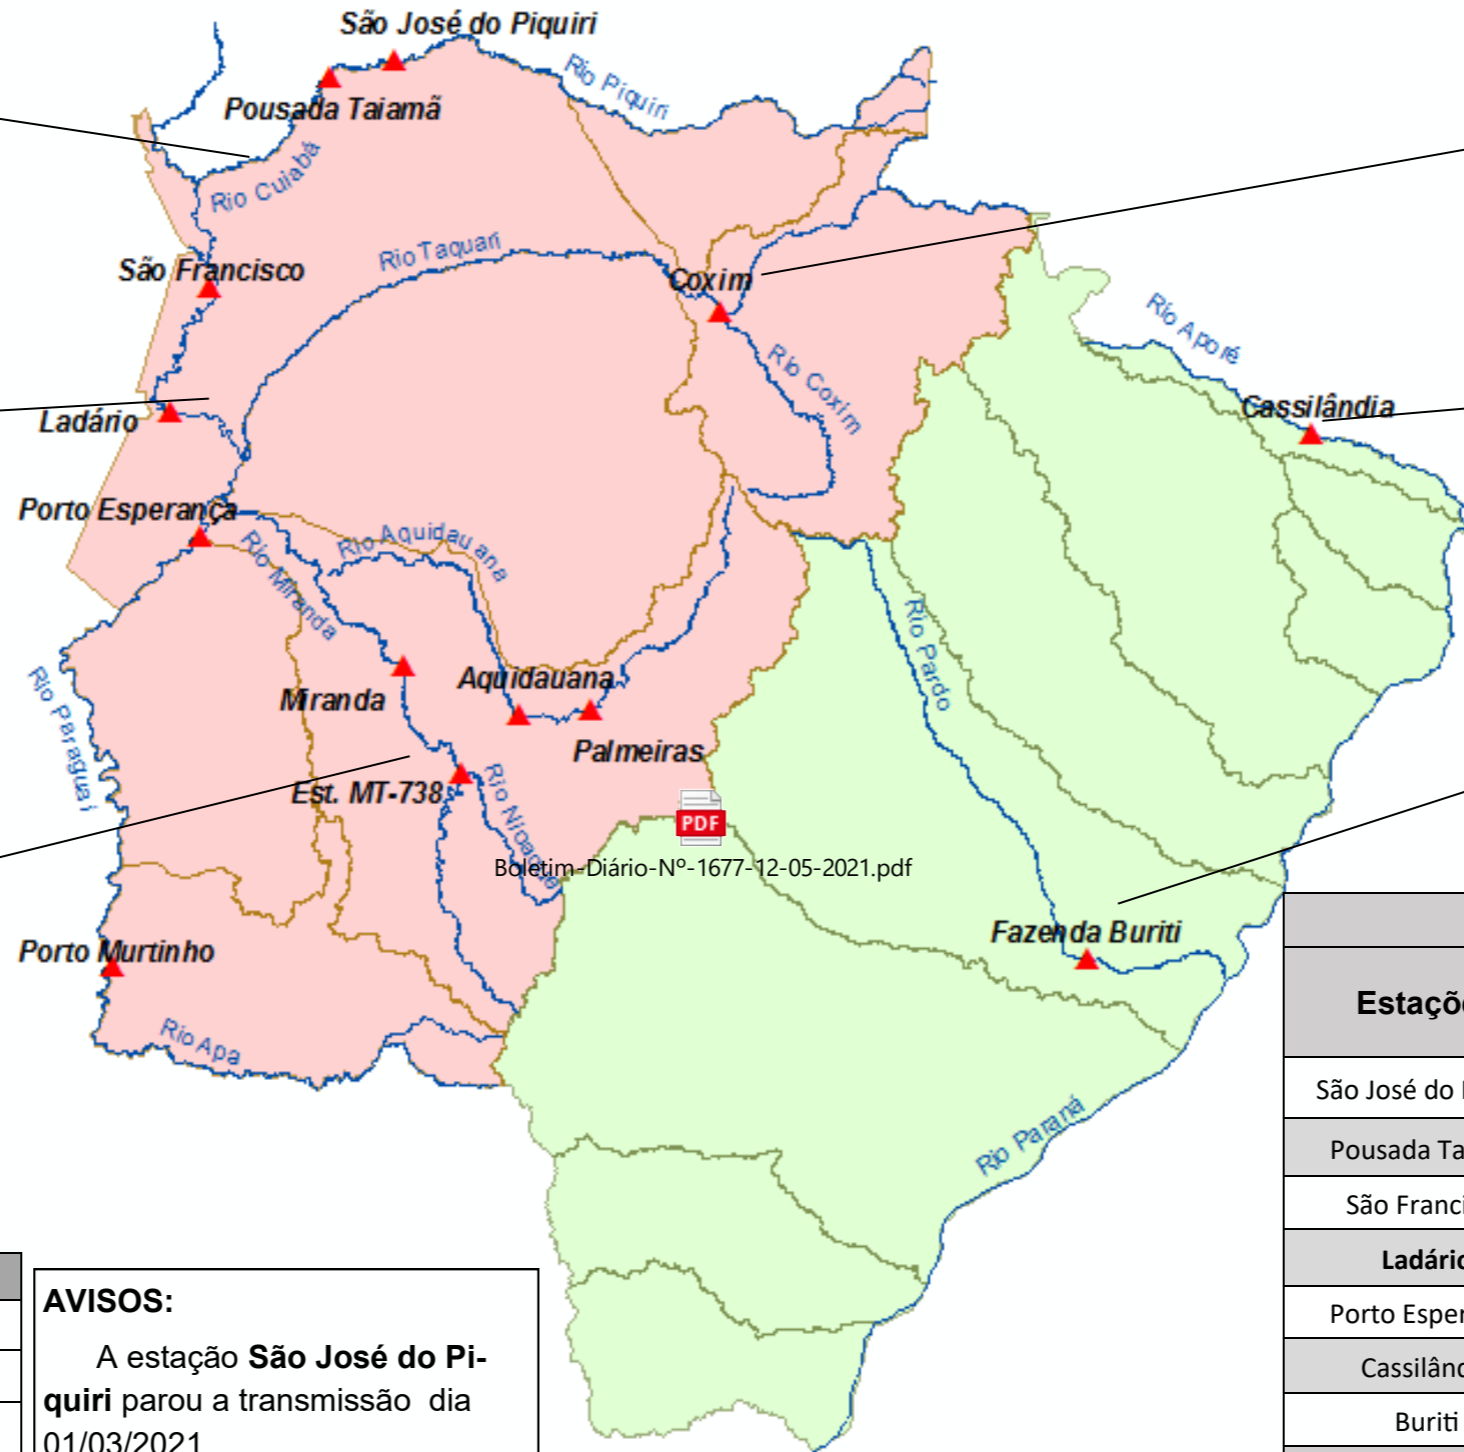 São José do Piquiri
Rio Piquiri
Pousada Taiamã
Rio Cuiabá
Rio Taquari
São Francisco
Coxim
Rio Aporé
Rio Coxim
Cassilândia
Ladário
Porto Esperança
Rio Aquidauana
Rio Miranda
Rio Pardo
Aquidauana
Miranda
Rio Paraguai
Palmeiras
Est. MT-738
Rio Nioaque
PDF
Boletim-Diário-Nº-1677-12-05-2021.pdf
Fazenda Buriti
Porto Murtinho
Rio Apa
Rio Paraná
Estaçõ
São José do
Pousada Ta
São Franci
Ladário
Porto Esper
Cassilând
Buriti
AVISOS:
A estação São José do Pi-
quiri parou a transmissão dia
01/03/2021